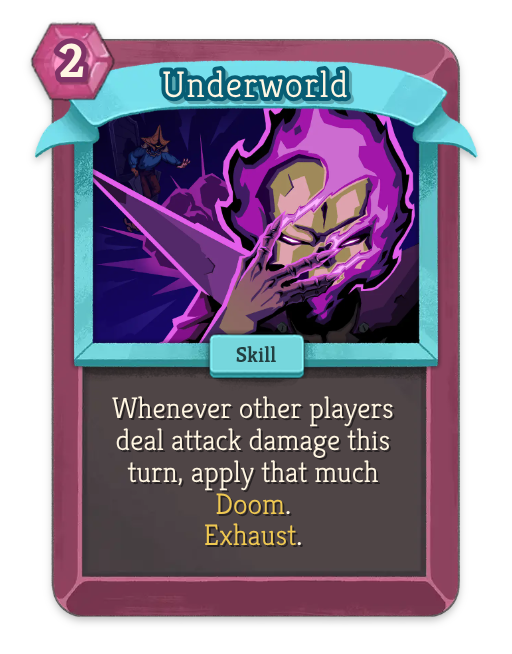 2
Underworld
Skill
Whenever other players
deal attack damage this
turn, apply that much
Doom.
Exhaust.